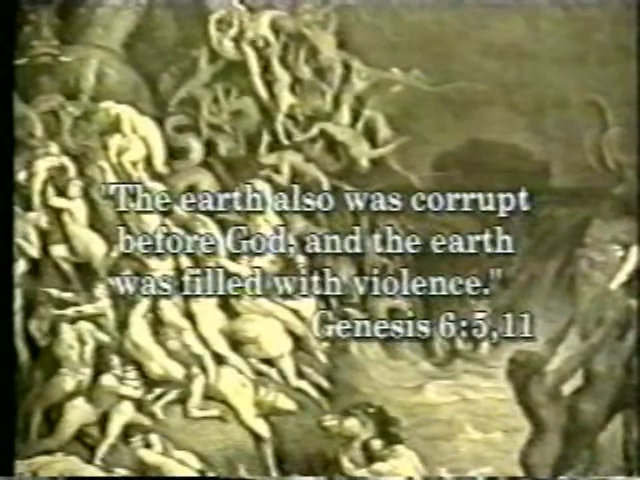 "The earth also was corrupt
before God, and the earth
was filled with violence."
Genesis 6:5,11